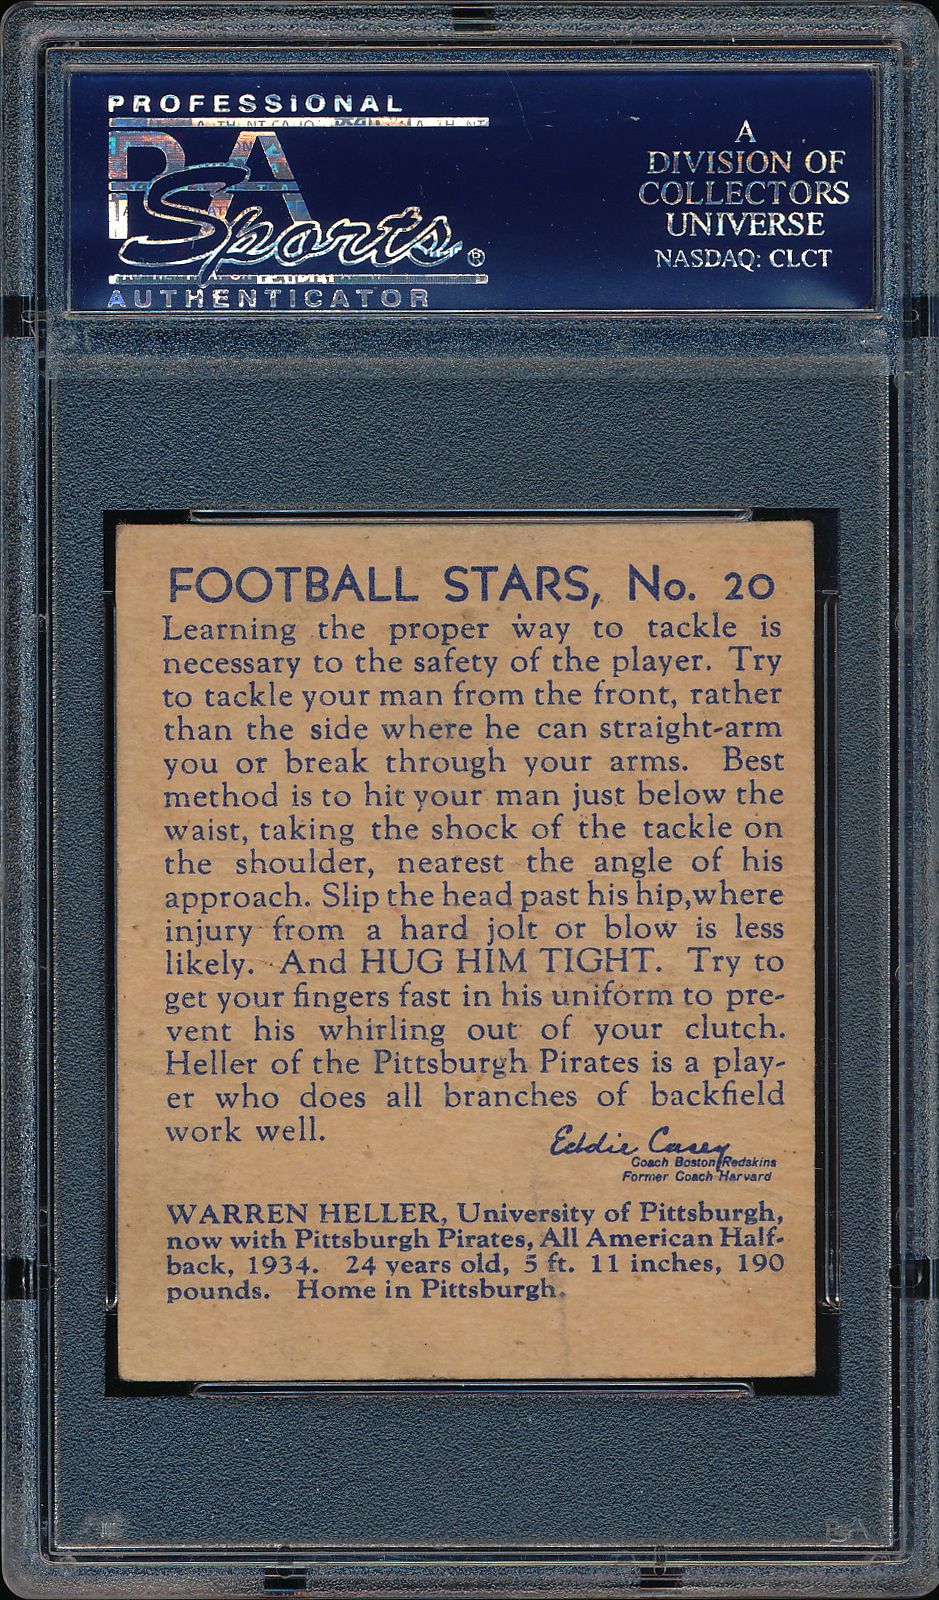 PROFESSIONAL
PSA
Sports®
AUTHENTICATOR
A
DIVISION OF
COLLECTORS
UNIVERSE
NASDAQ: CLCT
FOOTBALL STARS, No. 20
Learning the proper way to tackle is
necessary to the safety of the player. Try
to tackle your man from the front, rather
than the side where he can straight-arm
you or break through your arms. Best
method is to hit your man just below the
waist, taking the shock of the tackle on
the shoulder, nearest the angle of his
approach. Slip the head past his hip, where
injury from a hard jolt or blow is less
likely. And HUG HIM TIGHT. Try to
get your fingers fast in his uniform to pre-
vent his whirling out of your clutch.
Heller of the Pittsburgh Pirates is a play-
er who does all branches of backfield
work well.
Eddie Casey
Coach Boston Redskins
Former Coach Harvard
WARREN HELLER, University of Pittsburgh,
now with Pittsburgh Pirates, All American Half-
back, 1934. 24 years old, 5 ft. 11 inches, 190
pounds. Home in Pittsburgh.
PSA